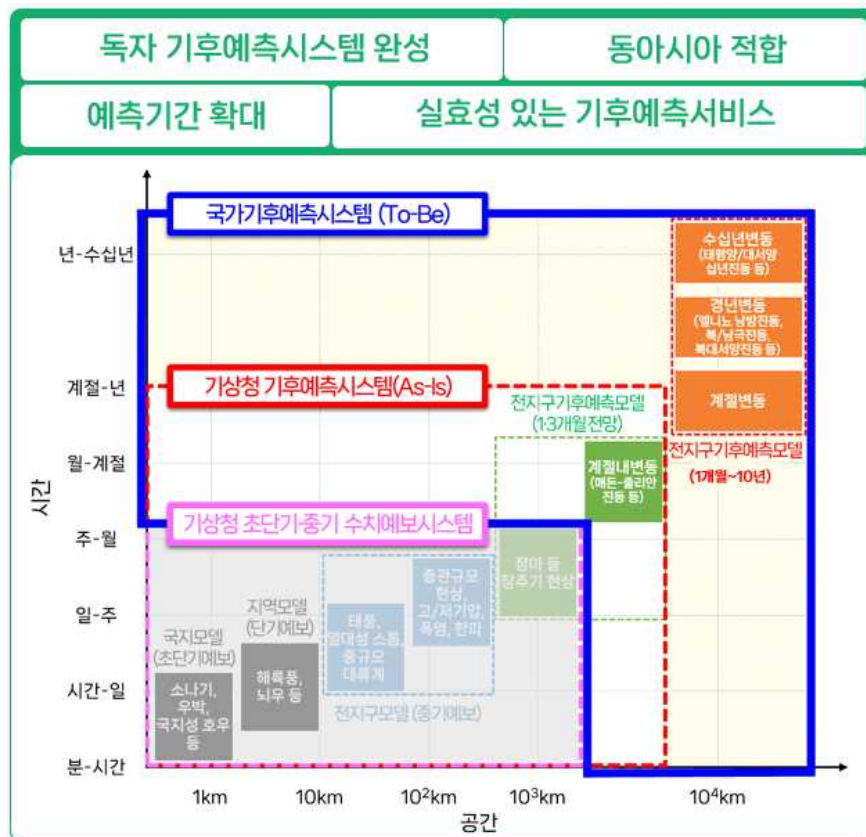 독자 기후예측시스템 완성
동아시아 적합
예측기간 확대
실효성 있는 기후예측서비스
국가기후예측시스템 (To-Be)
년-수십년
수십년변동
(태평양/대서양
십년진동 등)
경년변동
(엘니뇨 남방진동,
북/남극진동,
북대서양진동 등)
계절-년
기상청 기후예측시스템(As-Is)
전지구기후예측모델
(1·3개월전망)
계절변동
월-계절
계절내변동
(매든-줄리안
진동 등)
전지구기후예측모델
(1개월~10년)
시간
기상청 초단기·중기 수치예보시스템
주-월
장마 등
장주기 현상
종관규모
현상,
고/저기압,
폭염, 한파
일-주
지역모델
(단기예보)
태풍,
열대성 스톰,
중규모
대류계
국지모델
(초단기예보)
해륙풍,
뇌우 등
시간-일
소나기,
우박,
국지성 호우
등
전지구모델 (중기예보)
분-시간
1km
10km
10²km
10³km
10⁴km
공간